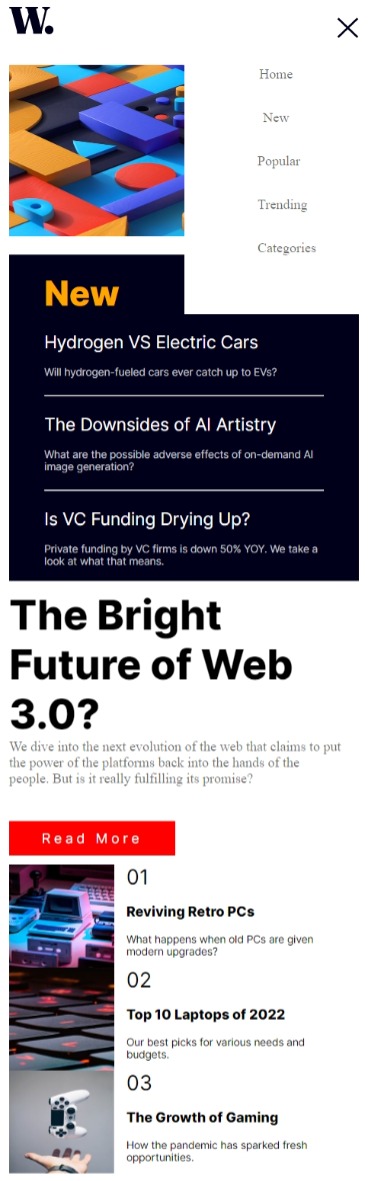 W.
Home
New
Popular
Trending
Categories
New
Hydrogen VS Electric Cars
Will hydrogen-fueled cars ever catch up to EVs?
The Downsides of AI Artistry
What are the possible adverse effects of on-demand AI
image generation?
Is VC Funding Drying Up?
Private funding by VC firms is down 50% YOY. We take a
look at what that means.
The Bright
Future of Web
3.0?
We dive into the next evolution of the web that claims to put
the power of the platforms back into the hands of the
people. But is it really fulfilling its promise?
Read More
01
Reviving Retro PCs
What happens when old PCs are given
modern upgrades?
02
Top 10 Laptops of 2022
Our best picks for various needs and
budgets.
03
The Growth of Gaming
How the pandemic has sparked fresh
opportunities.